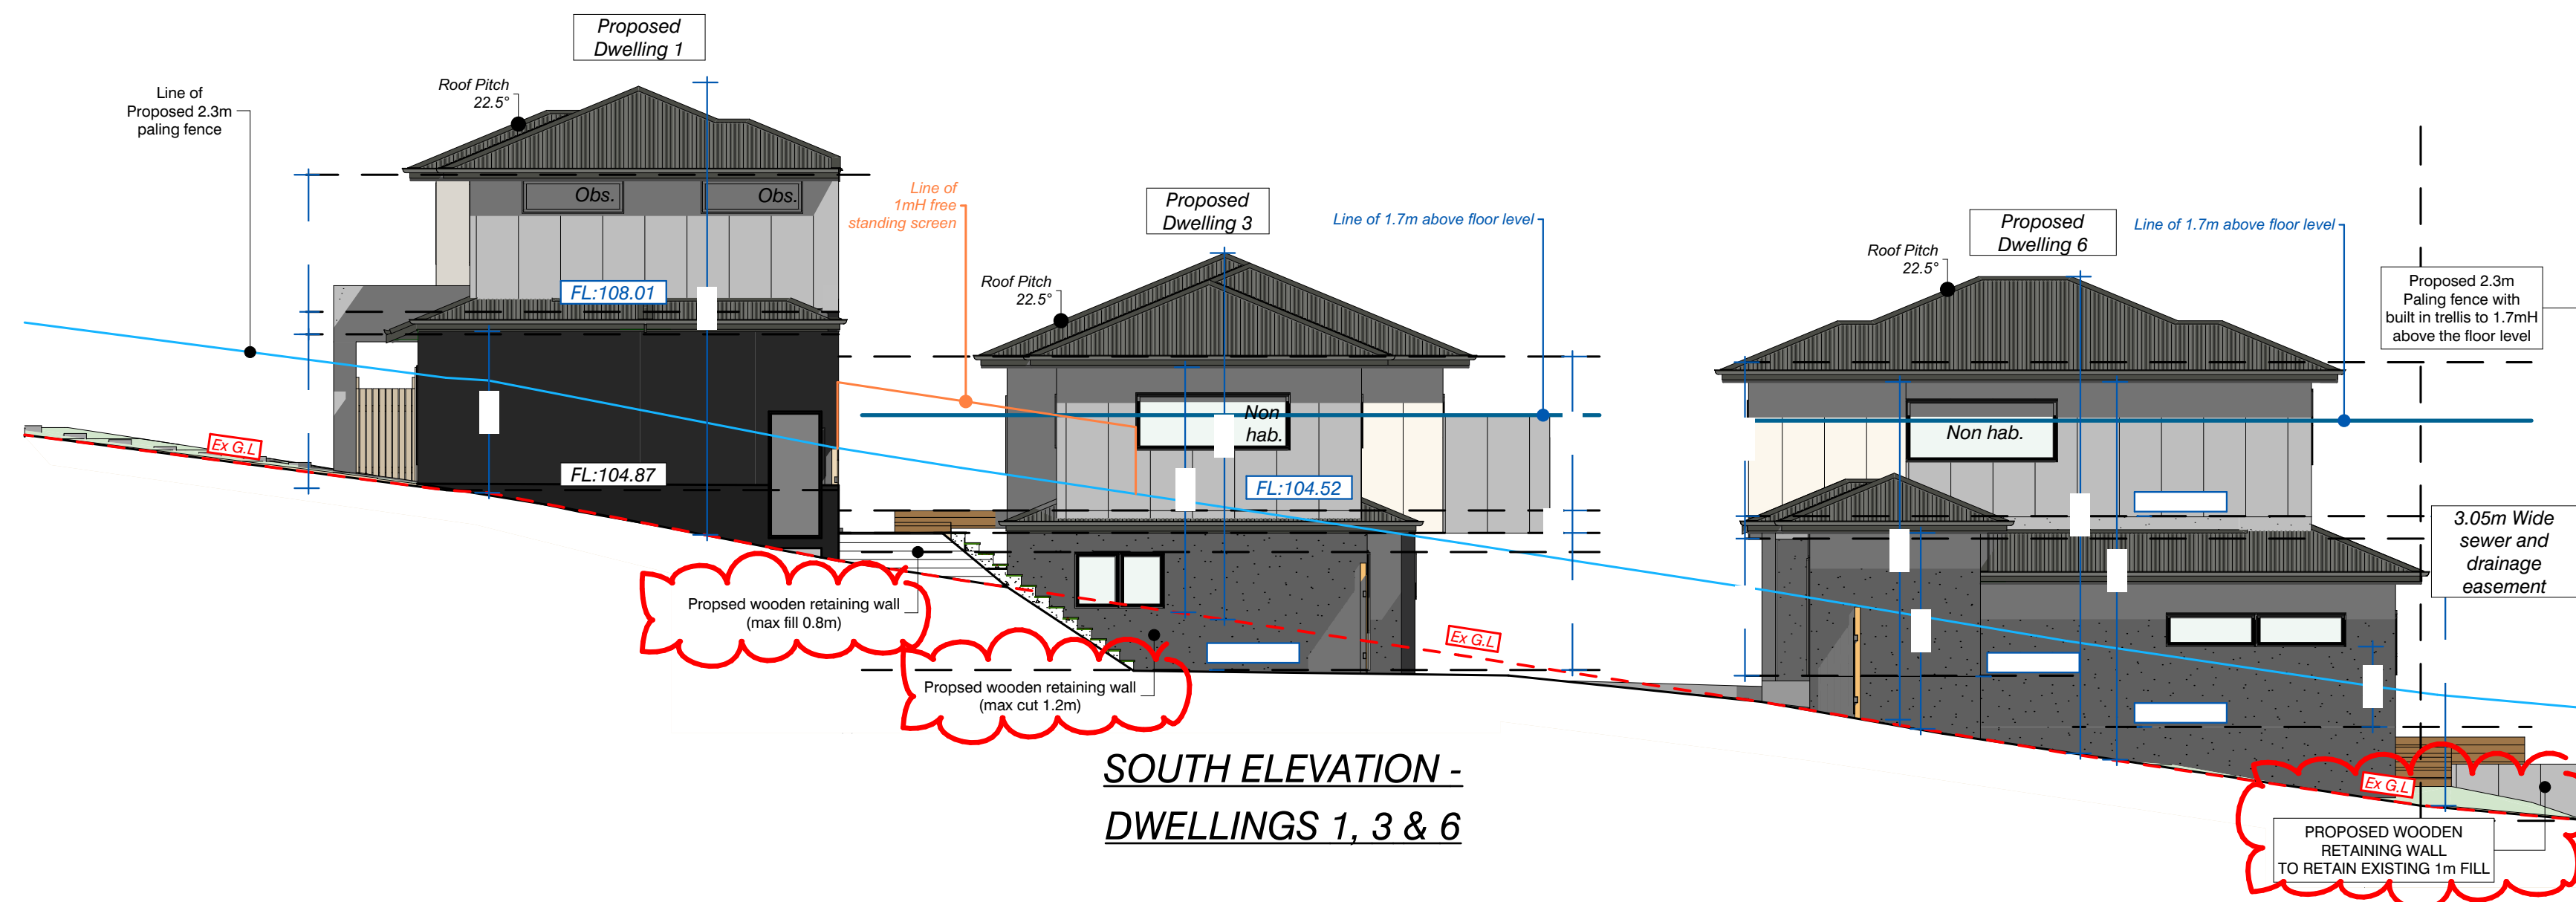 Proposed
Dwelling 1
Line of
Proposed 2.3m
paling fence
Roof Pitch
22.5°
Obs.
Obs.
FL:108.01
FL:104.87
Ex G.L
Line of
1mH free
standing screen
Proposed
Dwelling 3
Line of 1.7m above floor level
Roof Pitch
22.5°
Non
hab.
FL:104.52
Propsed wooden retaining wall
(max fill 0.8m)
Propsed wooden retaining wall
(max cut 1.2m)
Ex G.L
Proposed
Dwelling 6
Line of 1.7m above floor level
Roof Pitch
22.5°
Non hab.
Proposed 2.3m
Paling fence with
built in trellis to 1.7mH
above the floor level
3.05m Wide
sewer and
drainage
easement
Ex G.L
PROPOSED WOODEN
RETAINING WALL
TO RETAIN EXISTING 1m FILL
SOUTH ELEVATION -
DWELLINGS 1, 3 & 6